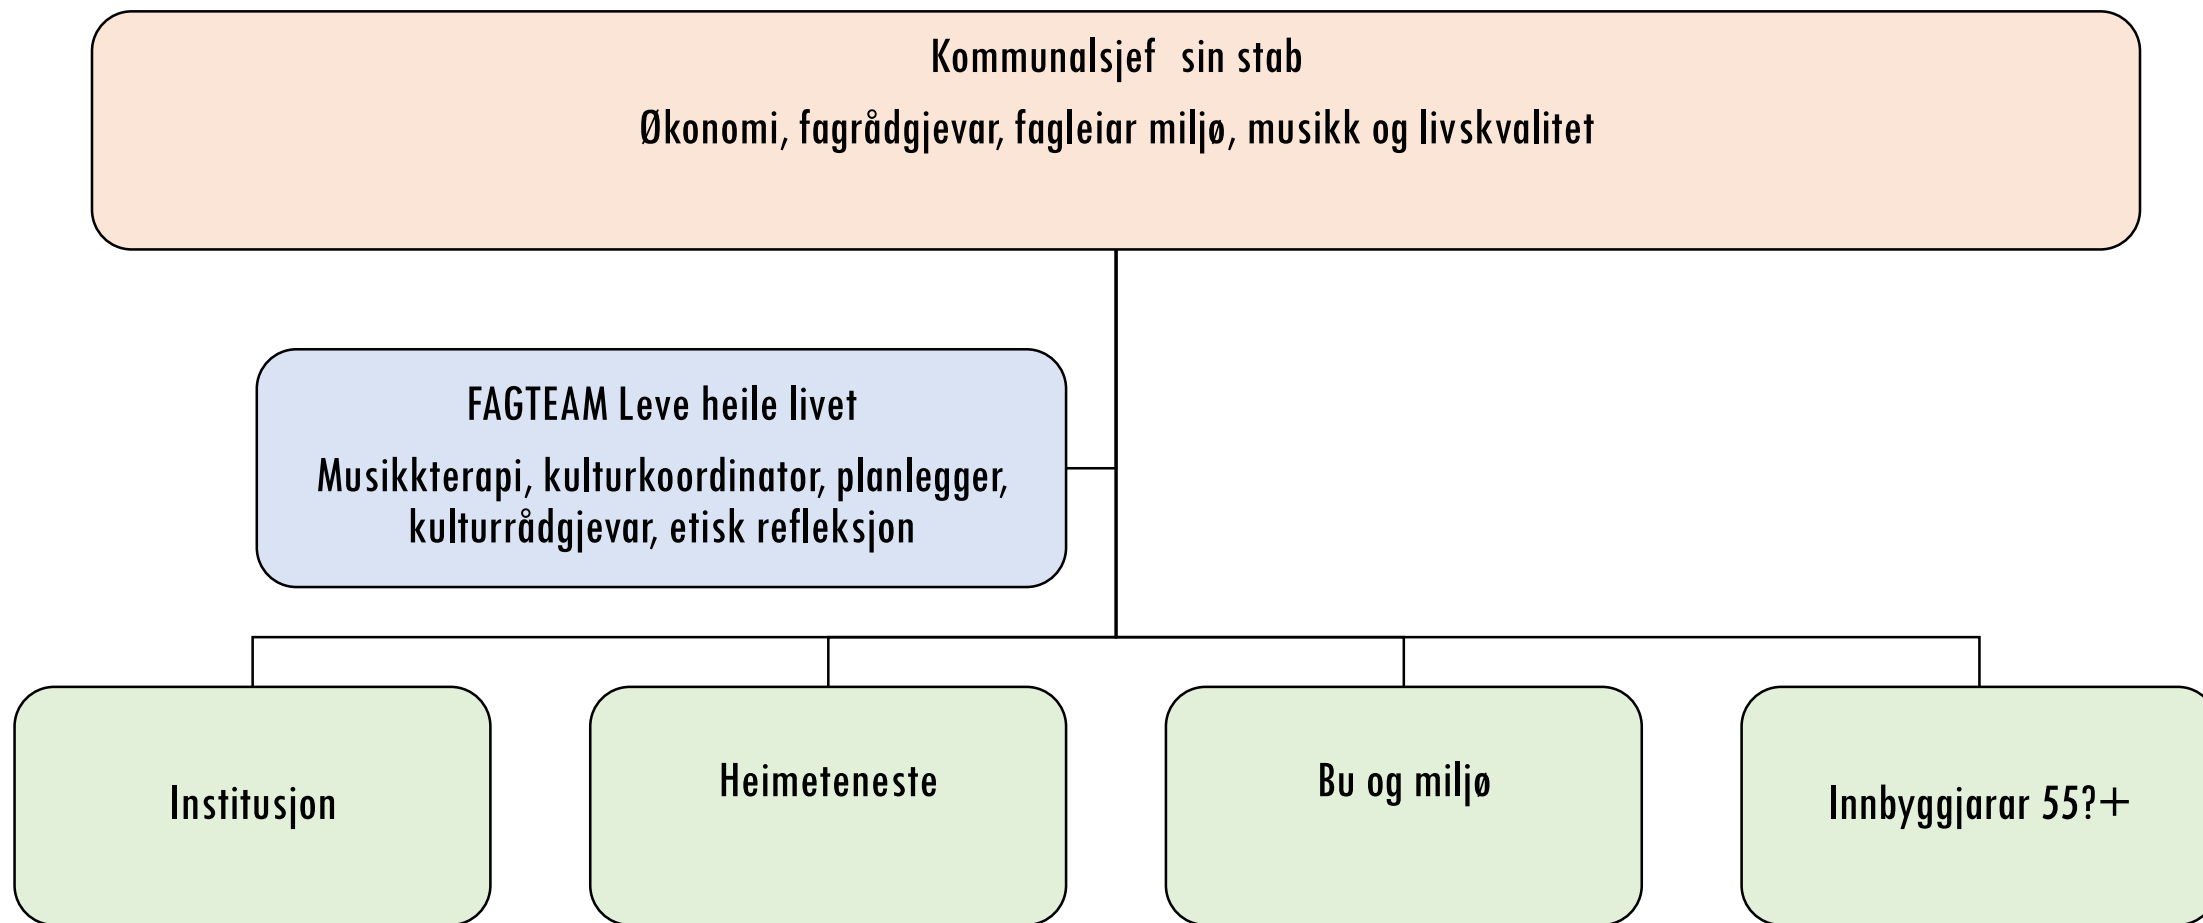 Kommunalsjef sin stab
Økonomi, fagrådgjevar, fagleiar miljø, musikk og livskvalitet
FAGTEAM Leve heile livet
Musikkterapi, kulturkoordinator, planlegger,
kulturrådgjevar, etisk refleksjon
Institusjon
Heimeteneste
Bu og miljø
Innbyggjarar 55?+